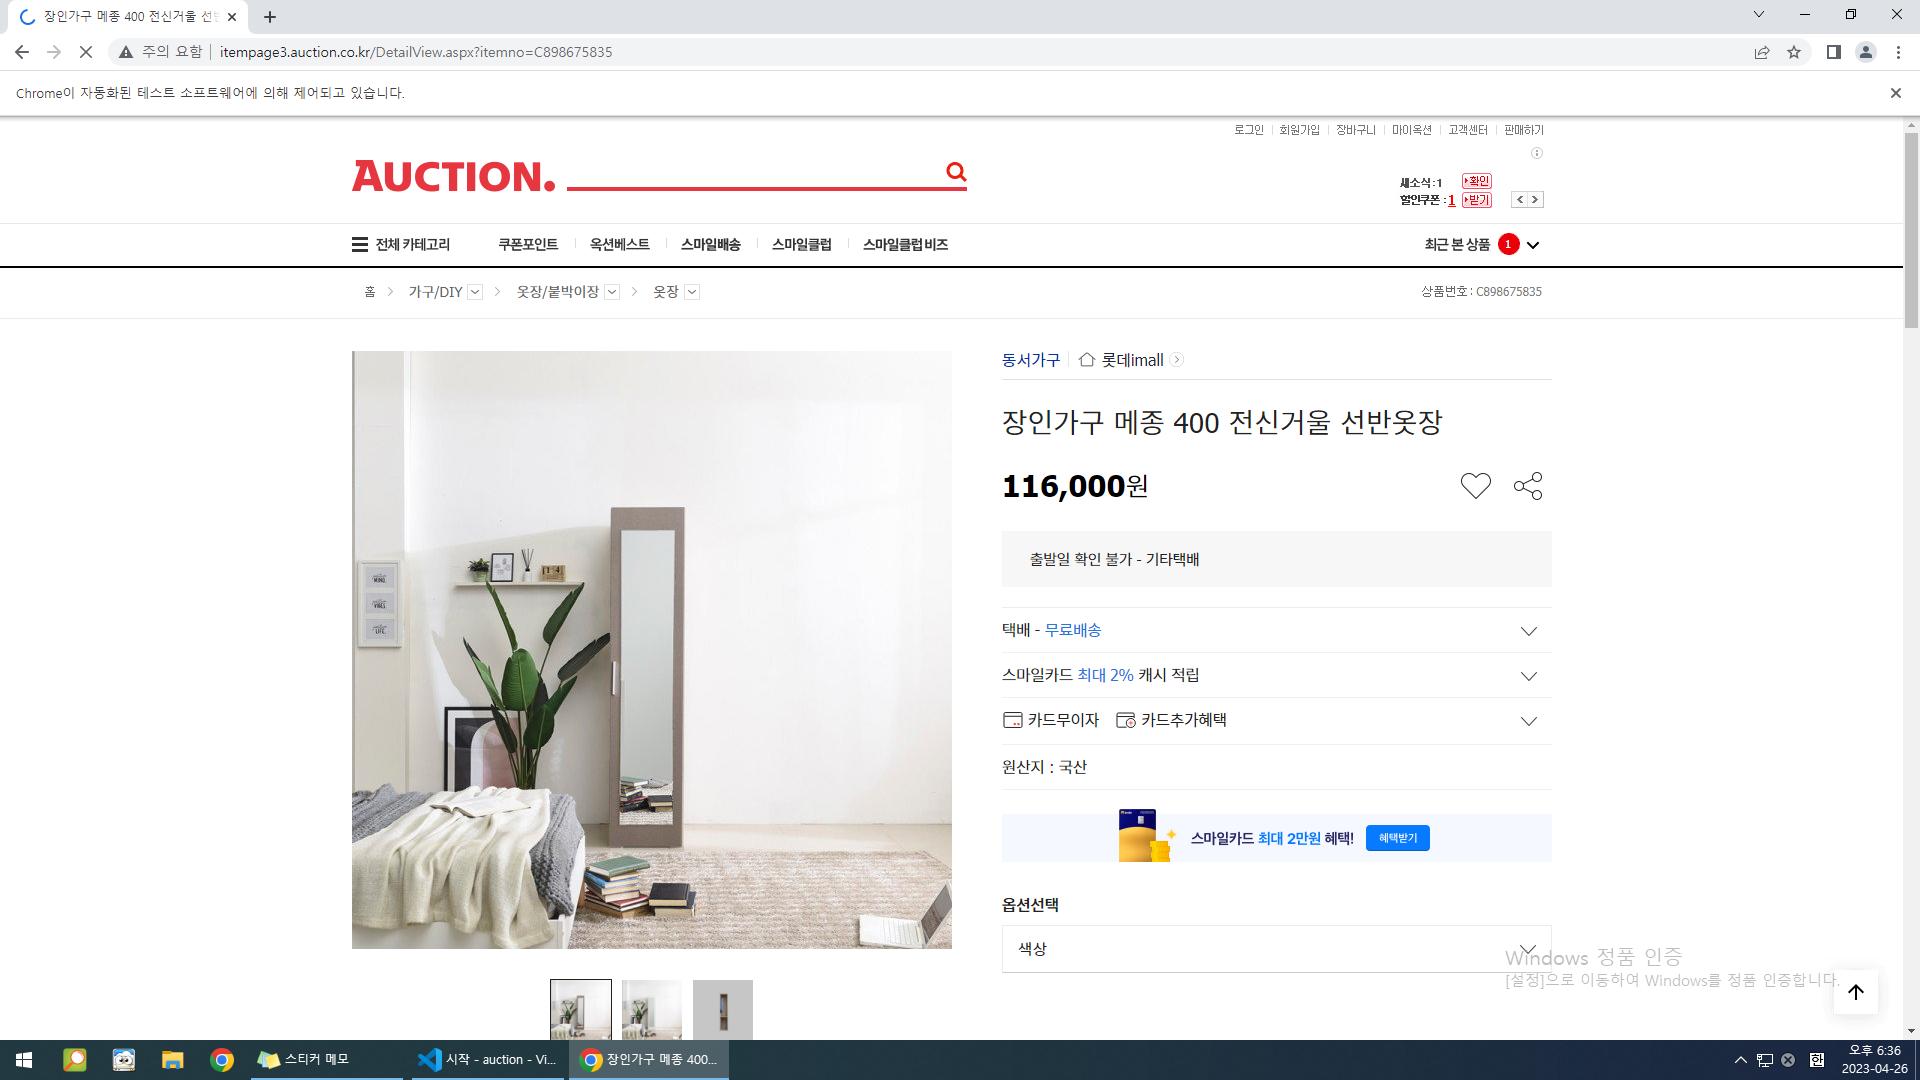 장인가구 메종 400 전신거울 선반
주의 요함 itempage3.auction.co.kr/DetailView.aspx?itemno=C898675835
Chrome이 자동화된 테스트 소프트웨어에 의해 제어되고 있습니다.
로그인 회원가입 장바구니 마이옥션 고객센터 판매하기
AUCTION.
새소식:1 확인
할인쿠폰:1 받기
전체 카테고리 쿠폰포인트 옥션베스트 스마일배송 스마일클럽 스마일클럽 비즈 최근 본 상품 1
홈 가구/DIY 옷장/붙박이장 옷장 상품번호 : C898675835
동서가구 롯데imall
장인가구 메종 400 전신거울 선반옷장
116,000원
출발일 확인 불가 - 기타택배
택배 - 무료배송
스마일카드 최대 2% 캐시 적립
카드무이자 카드추가혜택
원산지 : 국산
스마일카드 최대 2만원 혜택! 혜택받기
옵션선택
색상
Windows 정품 인증
[설정]으로 이동하여 Windows를 정품 인증합니다.
스티커 메모 시작 - auction - Vi... 장인가구 메종 400... 한 오후 6:36
2023-04-26